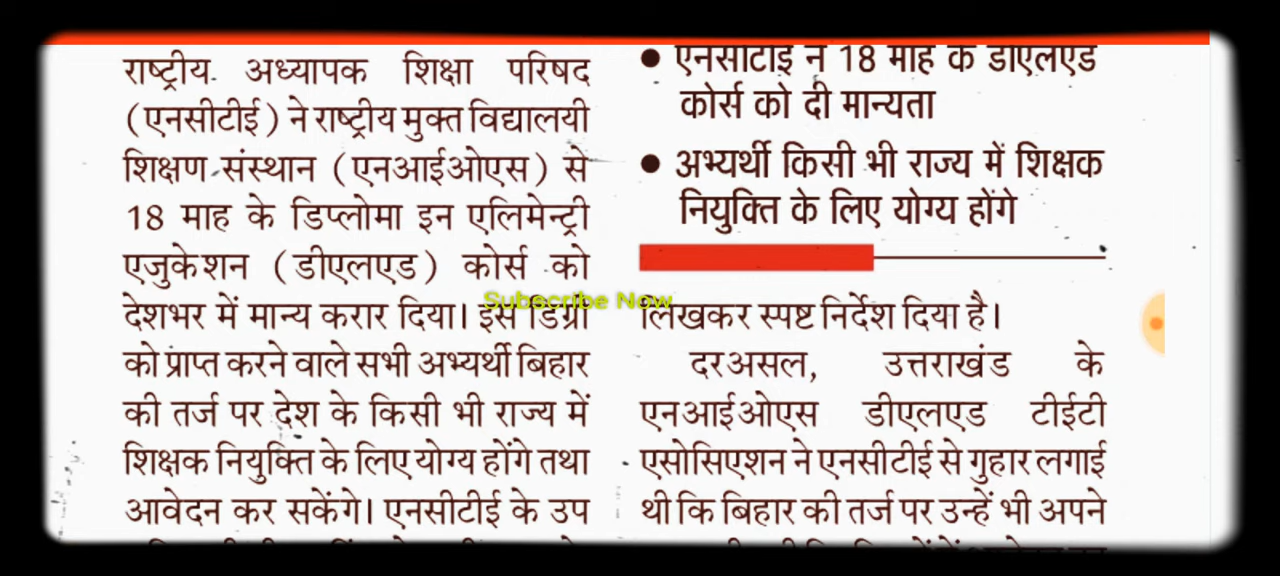 राष्ट्रीय अध्यापक शिक्षा परिषद
(एनसीटीई) ने राष्ट्रीय मुक्त विद्यालयी
शिक्षण संस्थान (एनआईओएस) से
18 माह के डिप्लोमा इन एलिमेन्ट्री
एजुकेशन (डीएलएड) कोर्स को
देशभर में मान्य करार दिया। इस डिग्री
को प्राप्त करने वाले सभी अभ्यर्थी बिहार
की तर्ज पर देश के किसी भी राज्य में
शिक्षक नियुक्ति के लिए योग्य होंगे तथा
आवेदन कर सकेंगे। एनसीटीई के उप
● एनसीटीई ने 18 माह के डीएलएड
कोर्स को दी मान्यता
● अभ्यर्थी किसी भी राज्य में शिक्षक
नियुक्ति के लिए योग्य होंगे
Subscribe Now
लिखकर स्पष्ट निर्देश दिया है।
दरअसल, उत्तराखंड के
एनआईओएस डीएलएड टीईटी
एसोसिएशन ने एनसीटीई से गुहार लगाई
थी कि बिहार की तर्ज पर उन्हें भी अपने